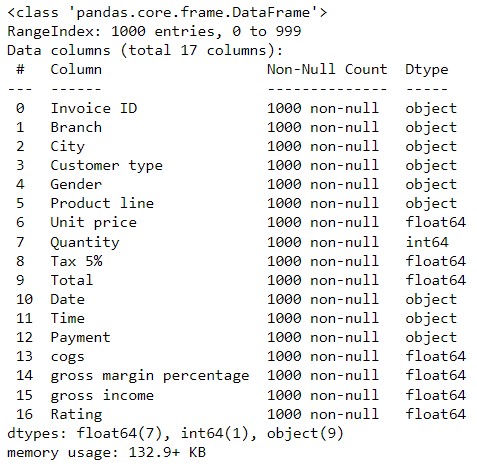 <class 'pandas.core.frame.DataFrame'>
RangeIndex: 1000 entries, 0 to 999
Data columns (total 17 columns):
 #   Column                   Non-Null Count  Dtype
---  ------                   --------------  -----
 0   Invoice ID               1000 non-null   object
 1   Branch                   1000 non-null   object
 2   City                     1000 non-null   object
 3   Customer type            1000 non-null   object
 4   Gender                   1000 non-null   object
 5   Product line             1000 non-null   object
 6   Unit price               1000 non-null   float64
 7   Quantity                 1000 non-null   int64
 8   Tax 5%                   1000 non-null   float64
 9   Total                    1000 non-null   float64
 10  Date                     1000 non-null   object
 11  Time                     1000 non-null   object
 12  Payment                  1000 non-null   object
 13  cogs                     1000 non-null   float64
 14  gross margin percentage  1000 non-null   float64
 15  gross income             1000 non-null   float64
 16  Rating                   1000 non-null   float64
dtypes: float64(7), int64(1), object(9)
memory usage: 132.9+ KB